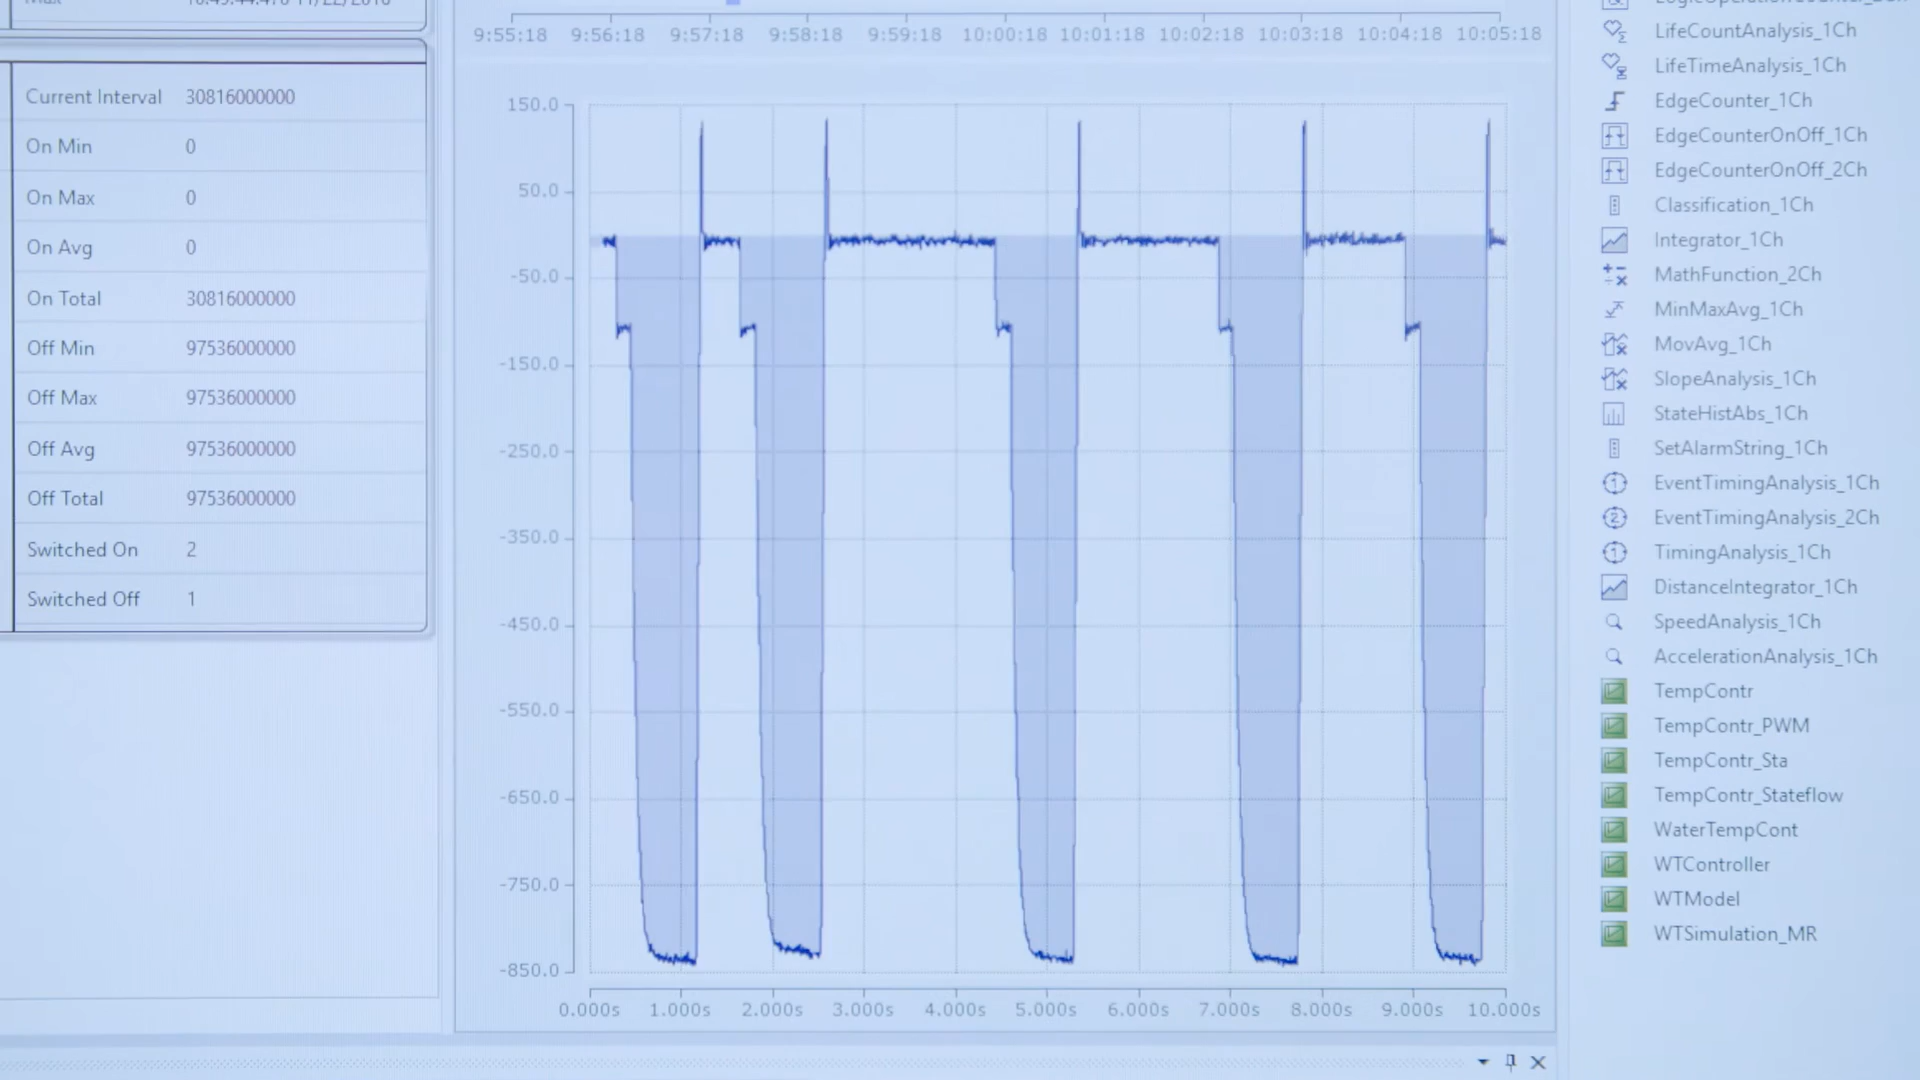 9:55:18 9:56:18 9:57:18 9:58:18 9:59:18 10:00:18 10:01:18 10:02:18 10:03:18 10:04:18 10:05:18
Current Interval 30816000000
On Min 0
On Max 0
On Avg 0
On Total 30816000000
Off Min 97536000000
Off Max 97536000000
Off Avg 97536000000
Off Total 97536000000
Switched On 2
Switched Off 1
150.0
50.0
-50.0
-150.0
-250.0
-350.0
-450.0
-550.0
-650.0
-750.0
-850.0
0.000s 1.000s 2.000s 3.000s 4.000s 5.000s 6.000s 7.000s 8.000s 9.000s 10.000s
LifeCountAnalysis_1Ch
LifeTimeAnalysis_1Ch
EdgeCounter_1Ch
EdgeCounterOnOff_1Ch
EdgeCounterOnOff_2Ch
Classification_1Ch
Integrator_1Ch
MathFunction_2Ch
MinMaxAvg_1Ch
MovAvg_1Ch
SlopeAnalysis_1Ch
StateHistAbs_1Ch
SetAlarmString_1Ch
EventTimingAnalysis_1Ch
EventTimingAnalysis_2Ch
TimingAnalysis_1Ch
DistanceIntegrator_1Ch
SpeedAnalysis_1Ch
AccelerationAnalysis_1Ch
TempContr
TempContr_PWM
TempContr_Sta
TempContr_Stateflow
WaterTempCont
WTController
WTModel
WTSimulation_MR